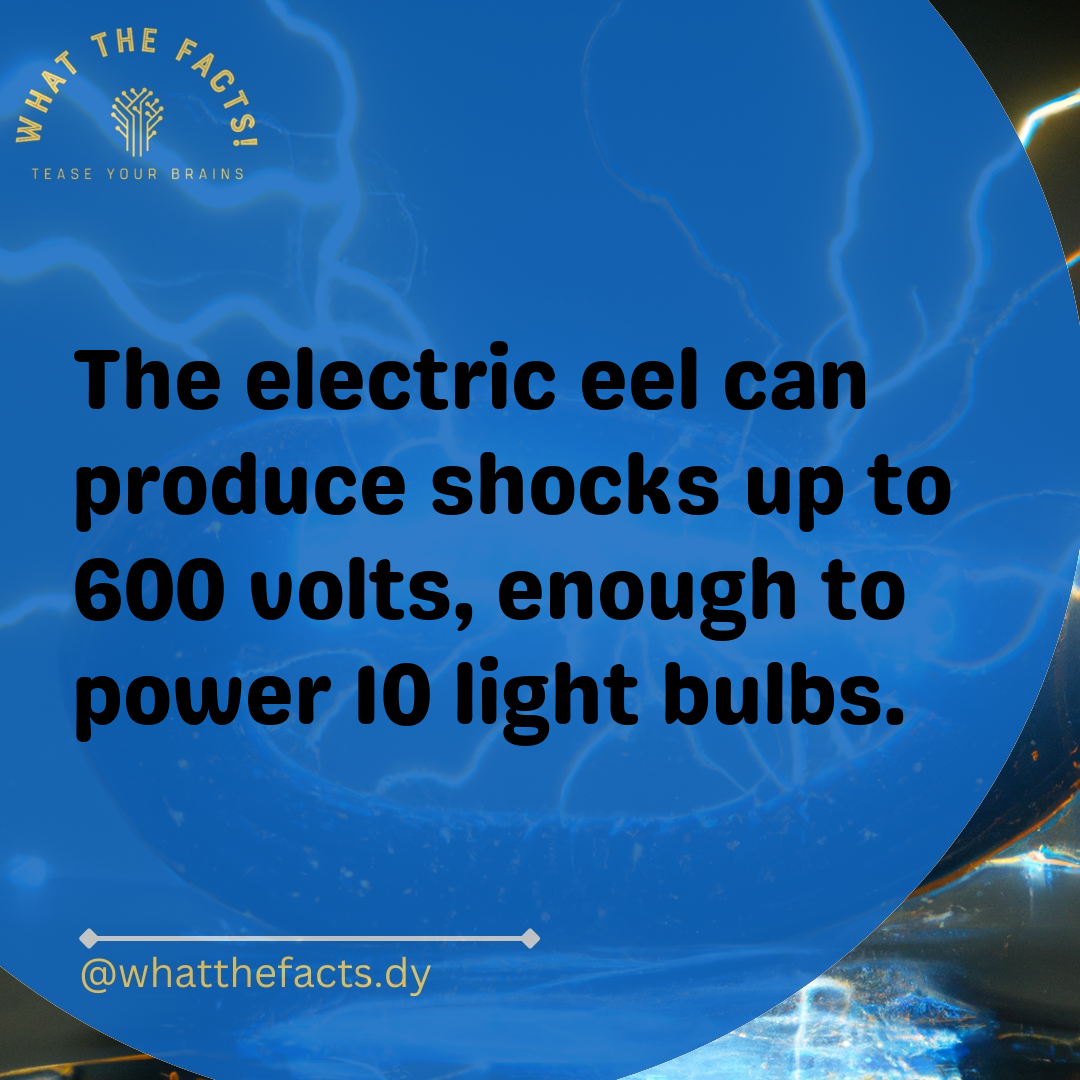 WHAT THE FACTS!
TEASE YOUR BRAINS
The electric eel can
produce shocks up to
600 volts, enough to
power 10 light bulbs.
@whatthefacts.dy